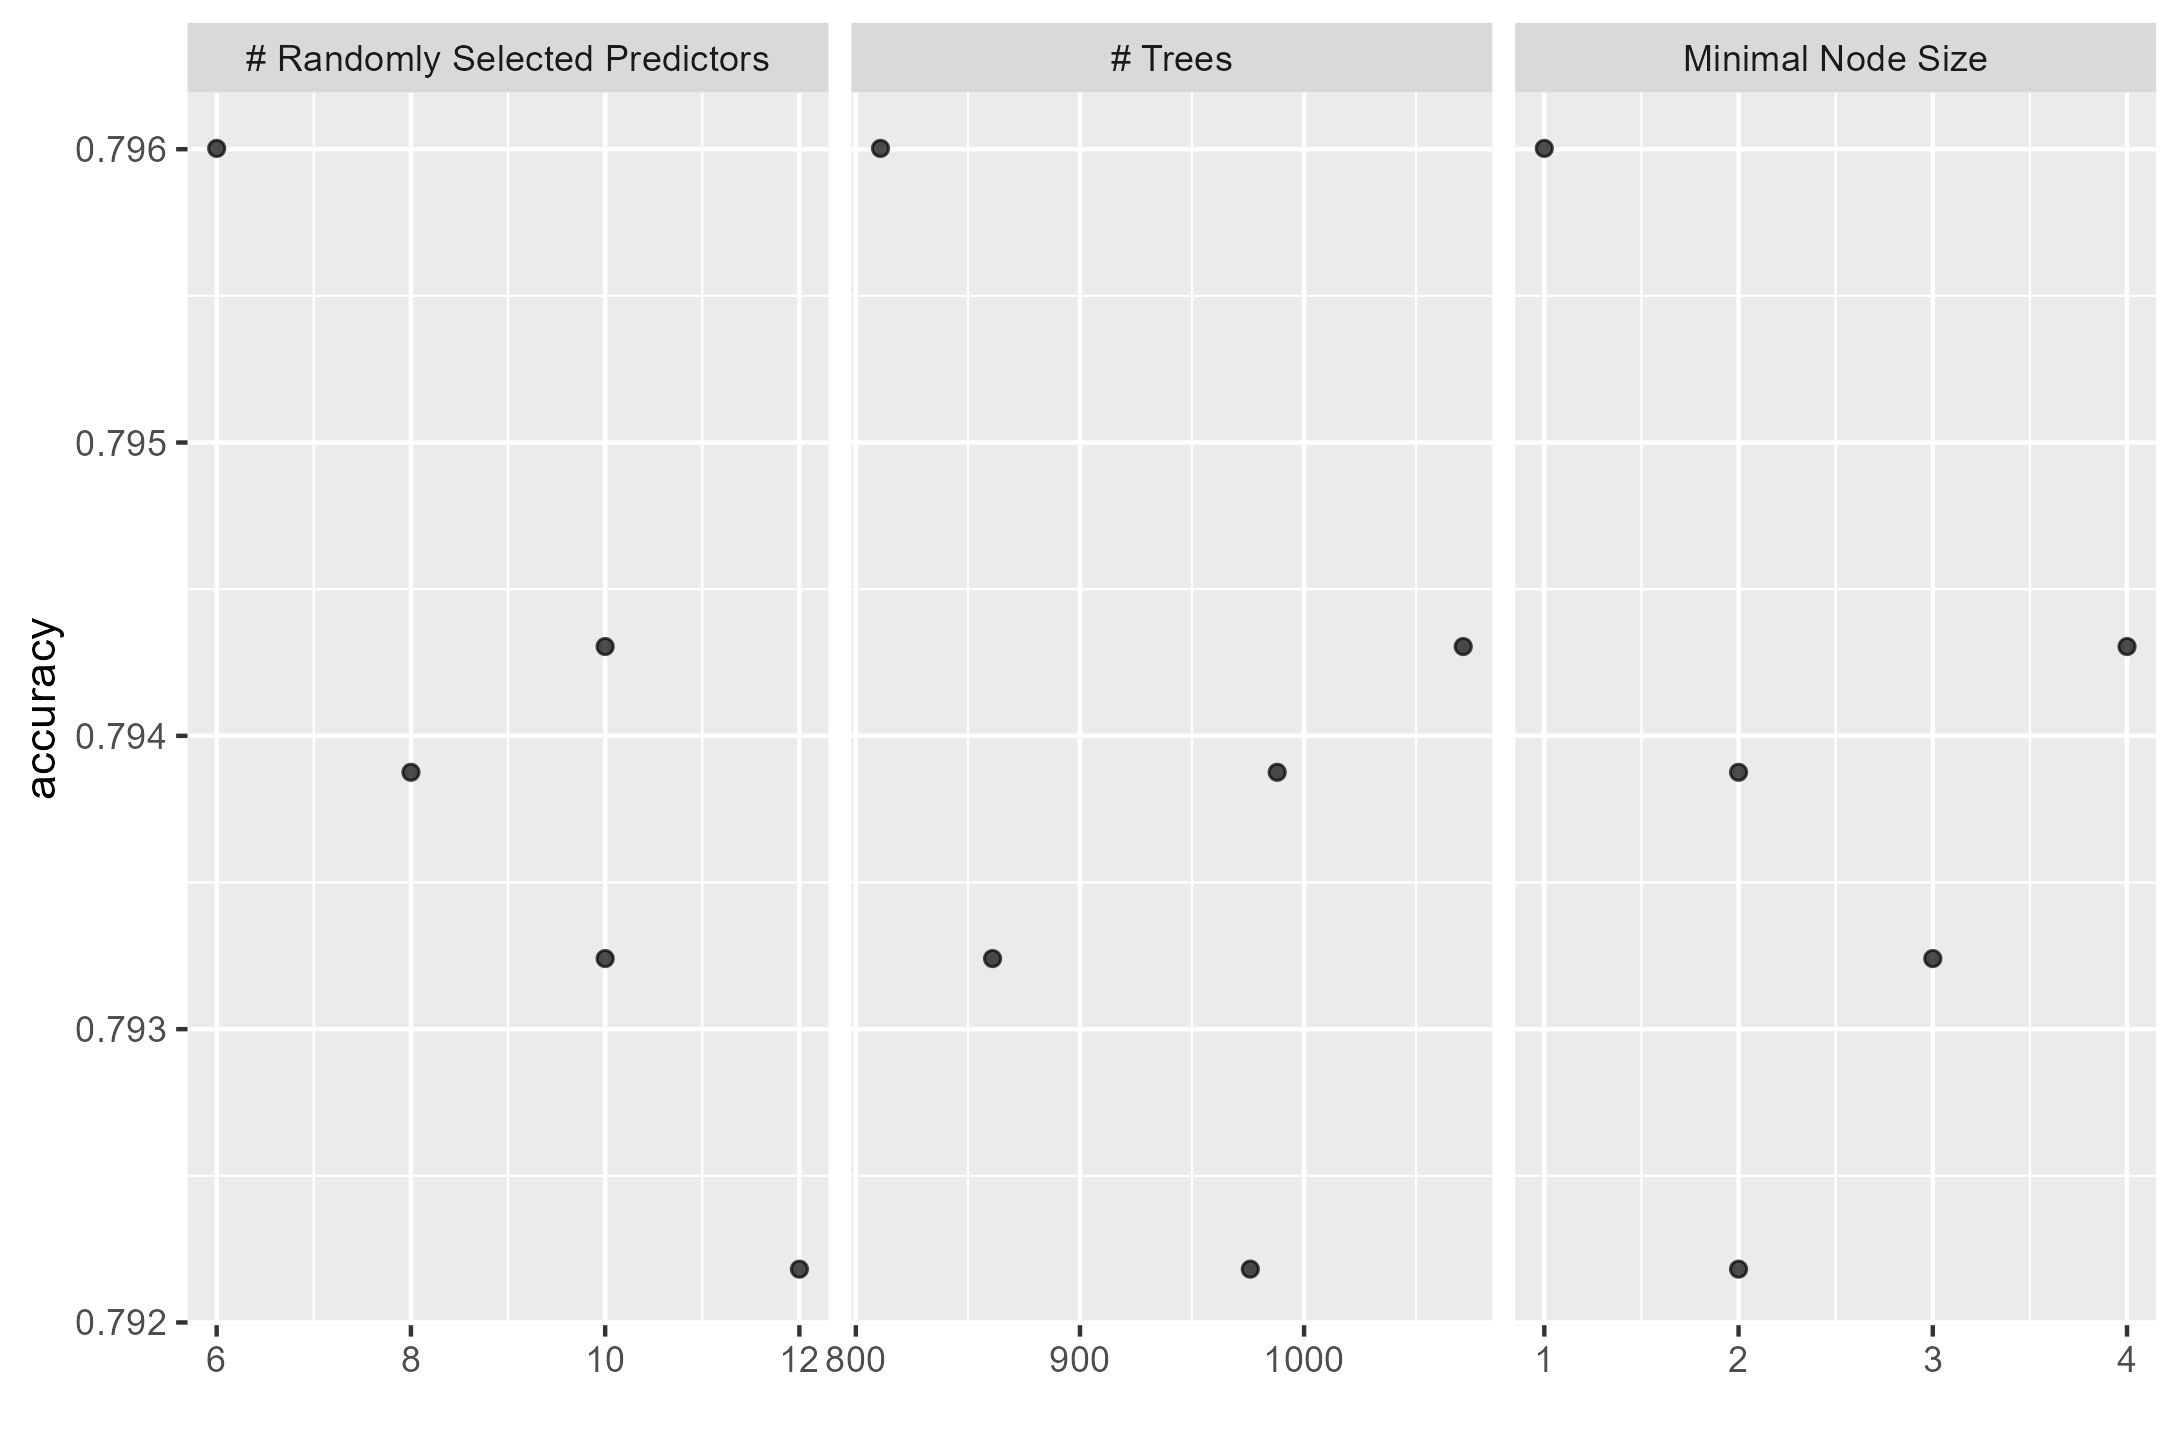 # Randomly Selected Predictors
# Trees
Minimal Node Size
accuracy
0.796
0.795
0.794
0.793
0.792
6 8 10 12 800 900 1000 1 2 3 4